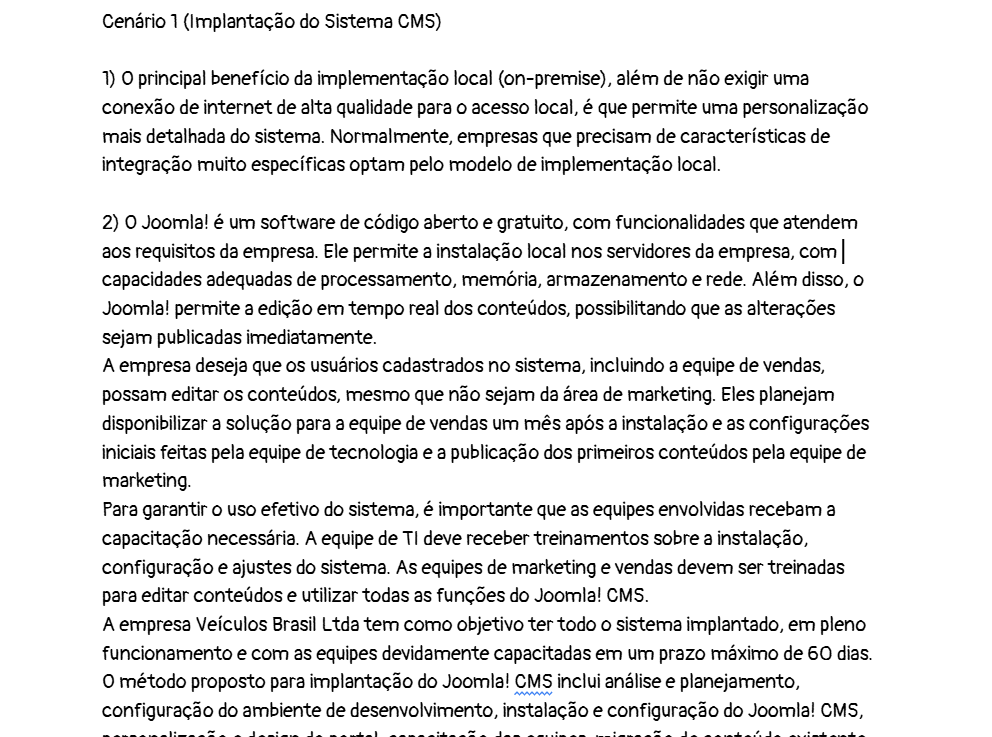 Cenário 1 (Implantação do Sistema CMS)
1) O principal benefício da implementação local (on-premise), além de não exigir uma
conexão de internet de alta qualidade para o acesso local, é que permite uma personalização
mais detalhada do sistema. Normalmente, empresas que precisam de características de
integração muito específicas optam pelo modelo de implementação local.
2) O Joomla! é um software de código aberto e gratuito, com funcionalidades que atendem
aos requisitos da empresa. Ele permite a instalação local nos servidores da empresa, com
capacidades adequadas de processamento, memória, armazenamento e rede. Além disso, o
Joomla! permite a edição em tempo real dos conteúdos, possibilitando que as alterações
sejam publicadas imediatamente.
A empresa deseja que os usuários cadastrados no sistema, incluindo a equipe de vendas,
possam editar os conteúdos, mesmo que não sejam da área de marketing. Eles planejam
disponibilizar a solução para a equipe de vendas um mês após a instalação e as configurações
iniciais feitas pela equipe de tecnologia e a publicação dos primeiros conteúdos pela equipe de
marketing.
Para garantir o uso efetivo do sistema, é importante que as equipes envolvidas recebam a
capacitação necessária. A equipe de TI deve receber treinamentos sobre a instalação,
configuração e ajustes do sistema. As equipes de marketing e vendas devem ser treinadas
para editar conteúdos e utilizar todas as funções do Joomla! CMS.
A empresa Veículos Brasil Ltda tem como objetivo ter todo o sistema implantado, em pleno
funcionamento e com as equipes devidamente capacitadas em um prazo máximo de 60 dias.
O método proposto para implantação do Joomla! CMS inclui análise e planejamento,
configuração do ambiente de desenvolvimento, instalação e configuração do Joomla! CMS,